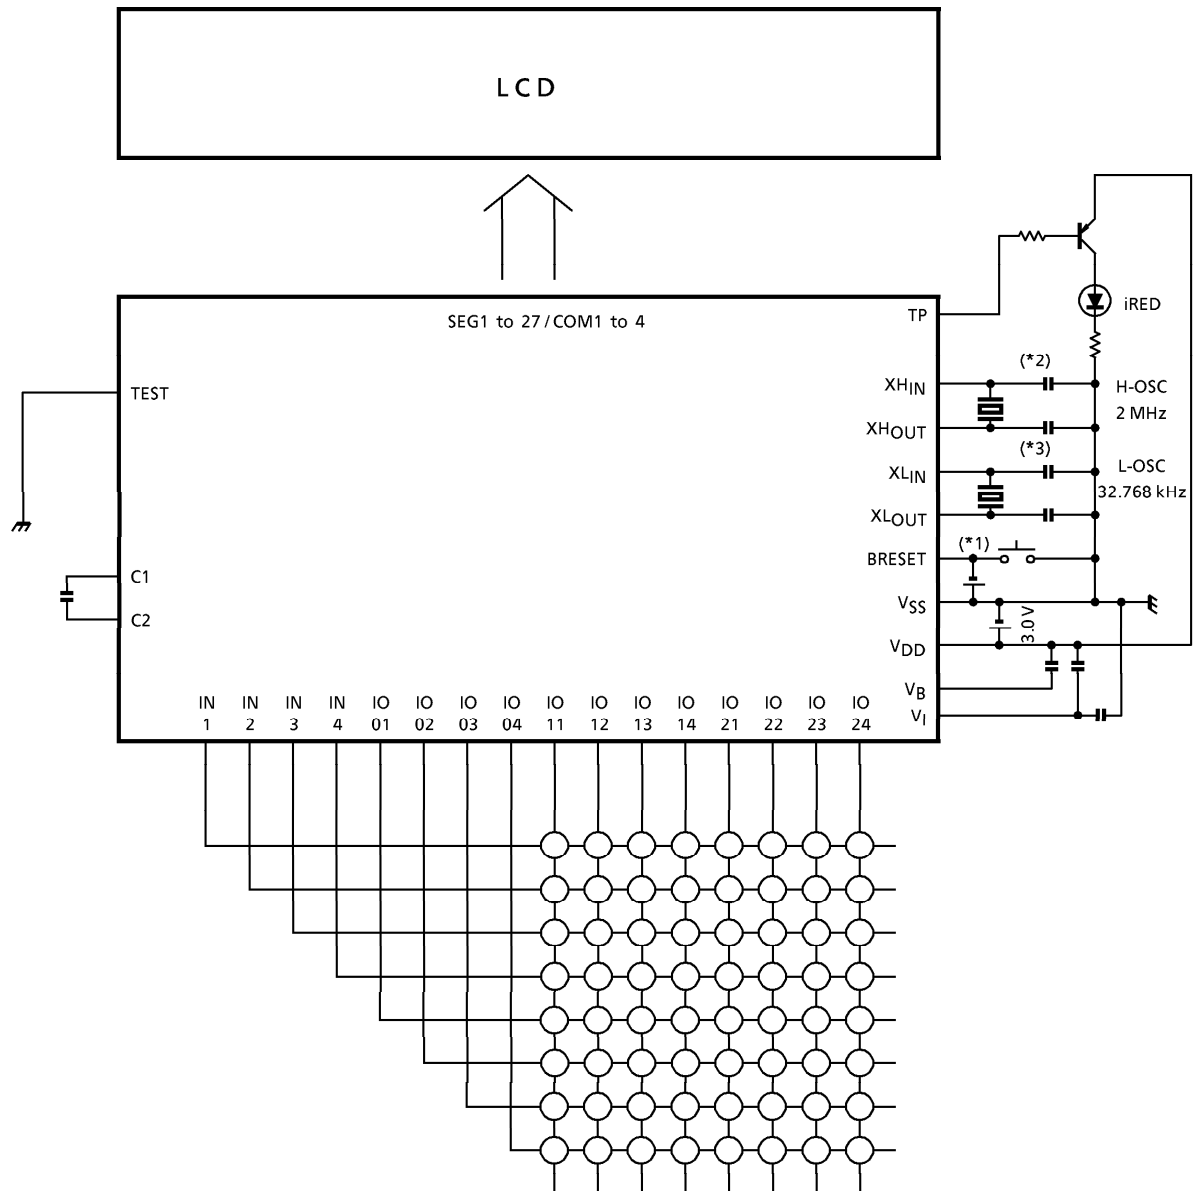 LCD
SEG1 to 27/COM1 to 4
TP
iRED
TEST
(*2)
XHIN
H-OSC
2 MHz
XHOUT
(*3)
XLIN
L-OSC
32.768 kHz
XLOUT
(*1)
BRESET
C1
VSS
C2
3.0 V
VDD
VB
VI
IN IN IN IN IO IO IO IO IO IO IO IO IO IO IO IO
1 2 3 4 01 02 03 04 11 12 13 14 21 22 23 24